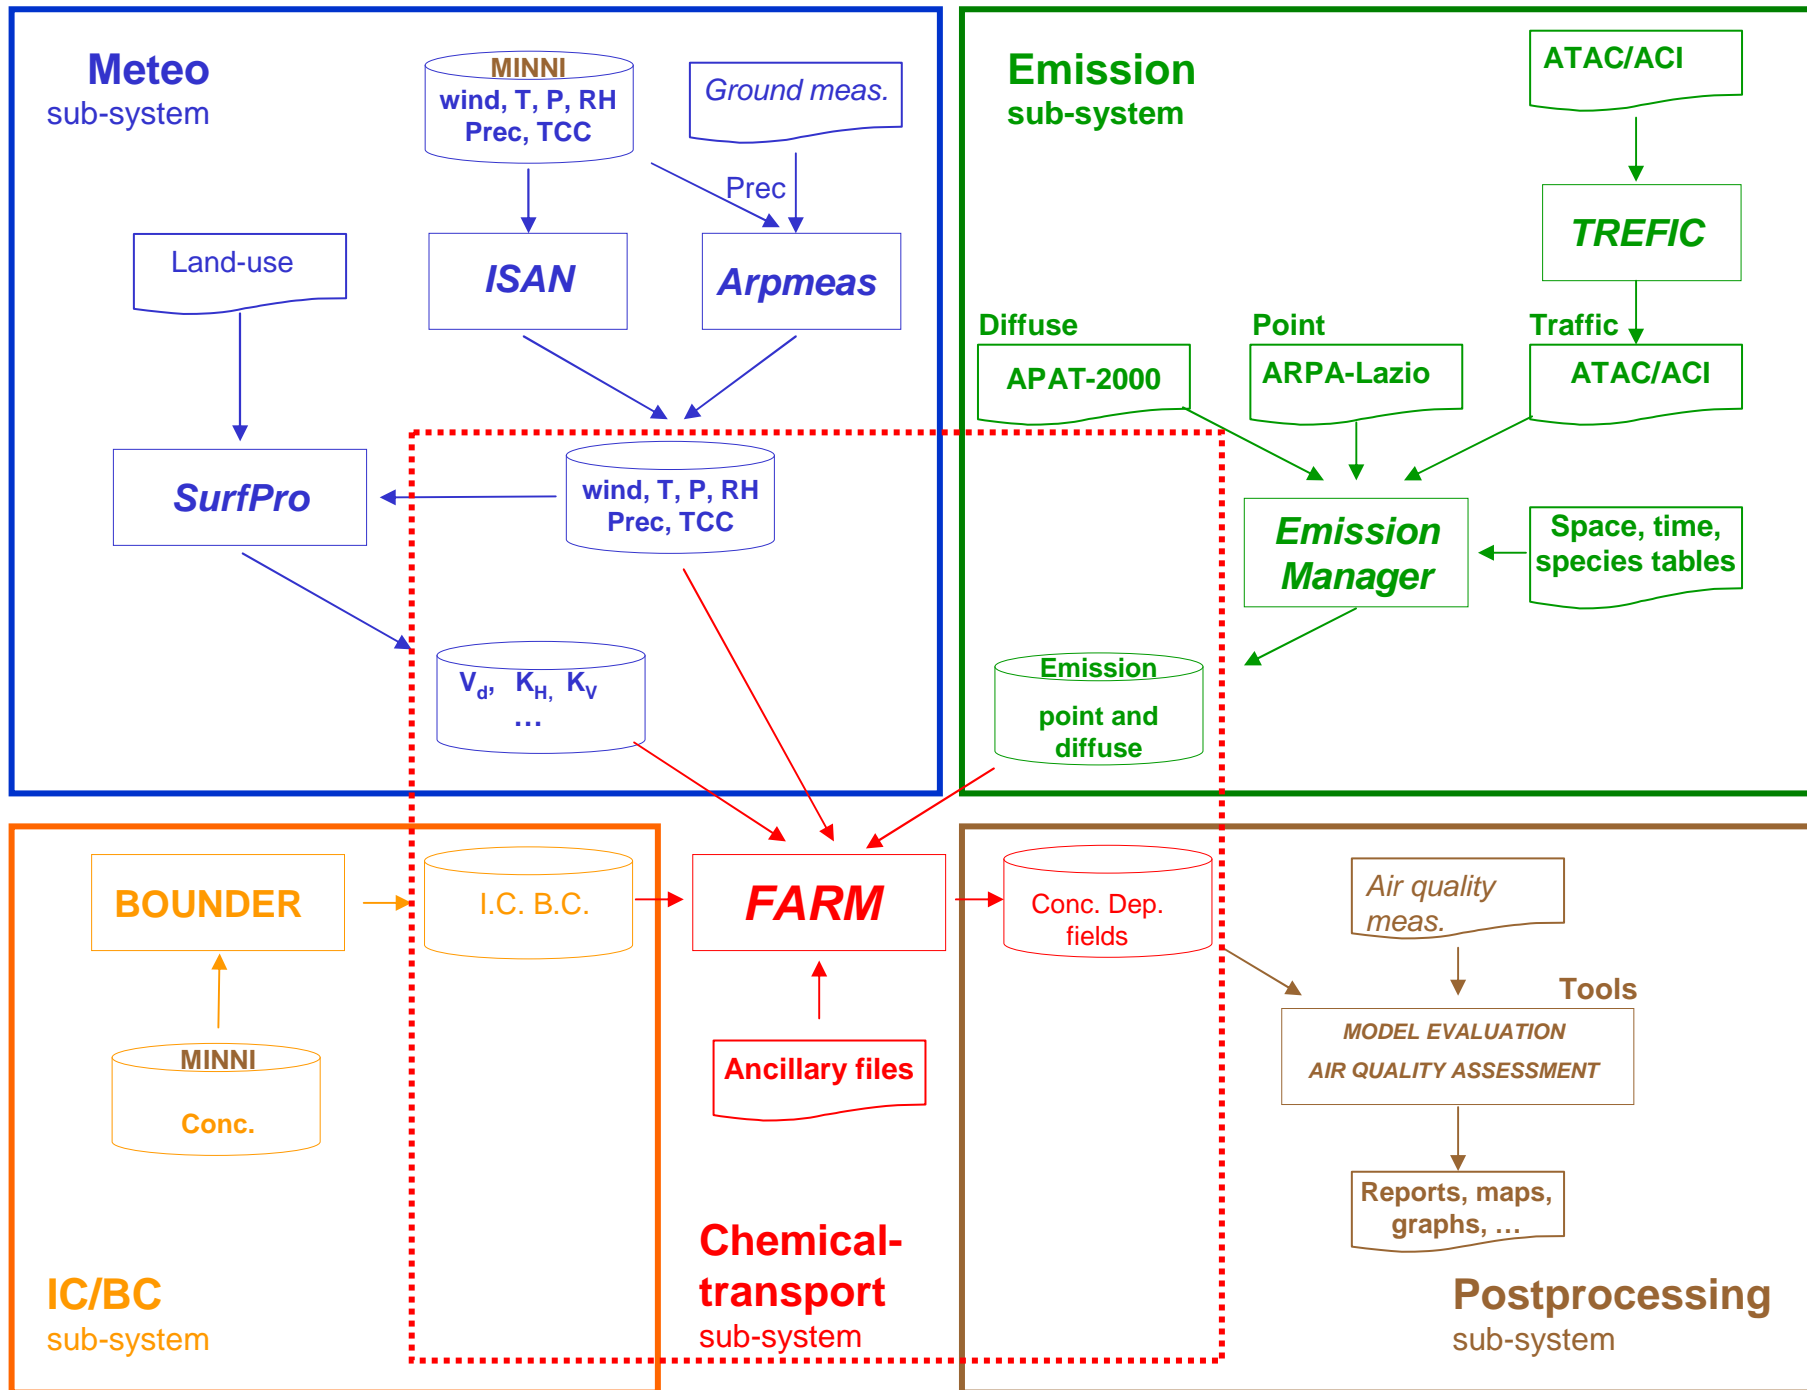 Meteo
sub-system
MINNI
wind, T, P, RH
Prec, TCC
Ground meas.
Prec
Land-use
ISAN
Arpmeas
SurfPro
wind, T, P, RH
Prec, TCC
Vd, KH, KV
…
Emission
sub-system
ATAC/ACI
TREFIC
Diffuse
Point
Traffic
APAT-2000
ARPA-Lazio
ATAC/ACI
Emission
Manager
Space, time,
species tables
Emission
point and
diffuse
BOUNDER
I.C. B.C.
MINNI
Conc.
IC/BC
sub-system
FARM
Ancillary files
Chemical-
transport
sub-system
Conc. Dep.
fields
Air quality
meas.
Tools
MODEL EVALUATION
AIR QUALITY ASSESSMENT
Reports, maps,
graphs, …
Postprocessing
sub-system